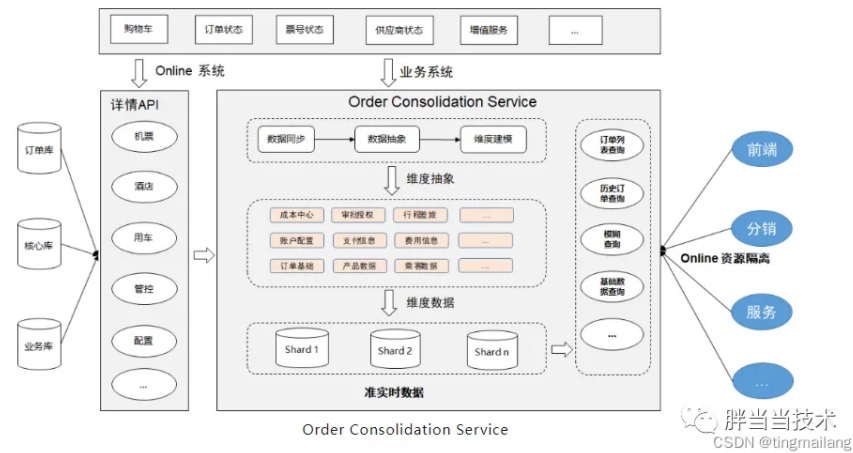 购物车
订单状态
票号状态
供应商状态
增值服务
...
Online 系统
业务系统
详情API
机票
酒店
用车
管控
配置
...
订单库
核心库
业务库
Order Consolidation Service
数据同步
数据抽象
维度建模
维度抽象
成本中心
审批授权
行程差旅
...
账户配置
支付信息
费用信息
...
订单基础
产品数据
乘客数据
...
维度数据
Shard 1
Shard 2
Shard n
准实时数据
订单列
表查询
历史订
单查询
模糊
查询
基础数
据查询
...
前端
分销
Online 资源隔离
服务
...
Order Consolidation Service
胖当当技术
CSDN @tingmailang